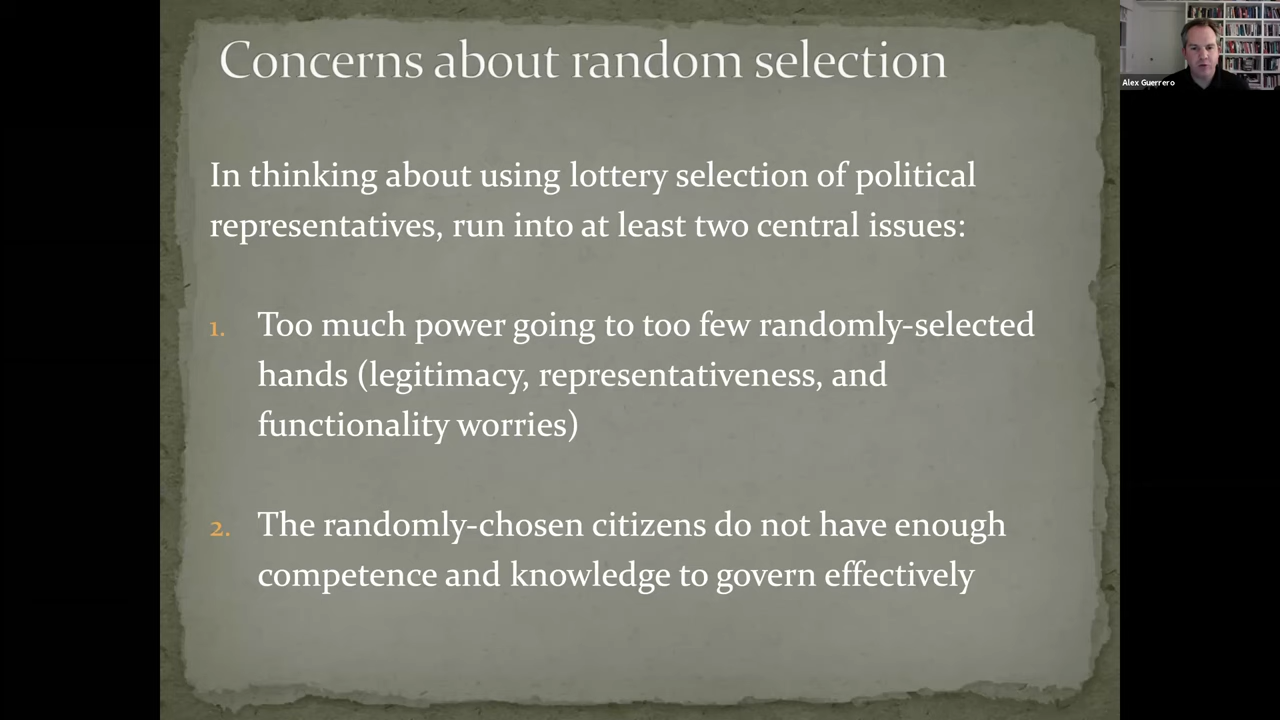 Concerns about random selection
Alex Guerrero
In thinking about using lottery selection of political
representatives, run into at least two central issues:
1. Too much power going to too few randomly-selected
hands (legitimacy, representativeness, and
functionality worries)
2. The randomly-chosen citizens do not have enough
competence and knowledge to govern effectively